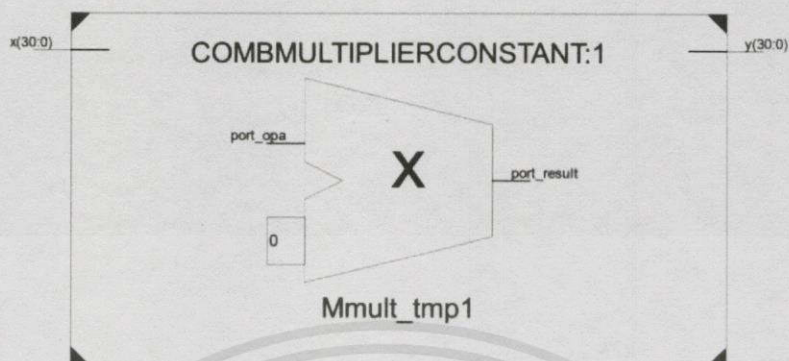 x(30:0)
y(30:0)
COMBMULTIPLIERCONSTANT:1
port_opa
X
port_result
0
Mmult_tmp1